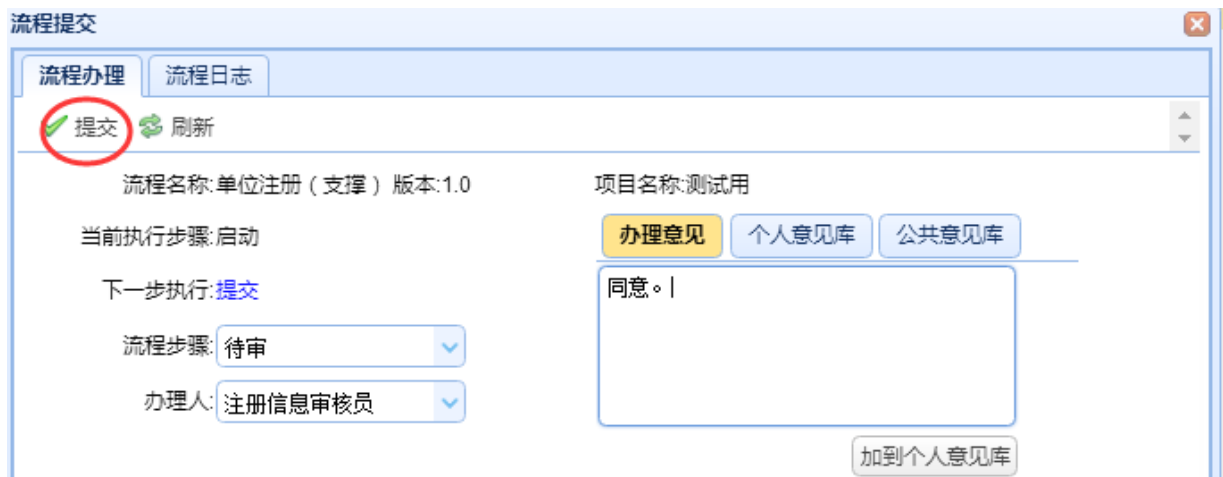 流程提交
流程办理 流程日志
提交 刷新
流程名称:单位注册(支撑) 版本:1.0 项目名称:测试用
当前执行步骤:启动 办理意见 个人意见库 公共意见库
下一步执行:提交 同意。
流程步骤: 待审
办理人: 注册信息审核员
加到个人意见库